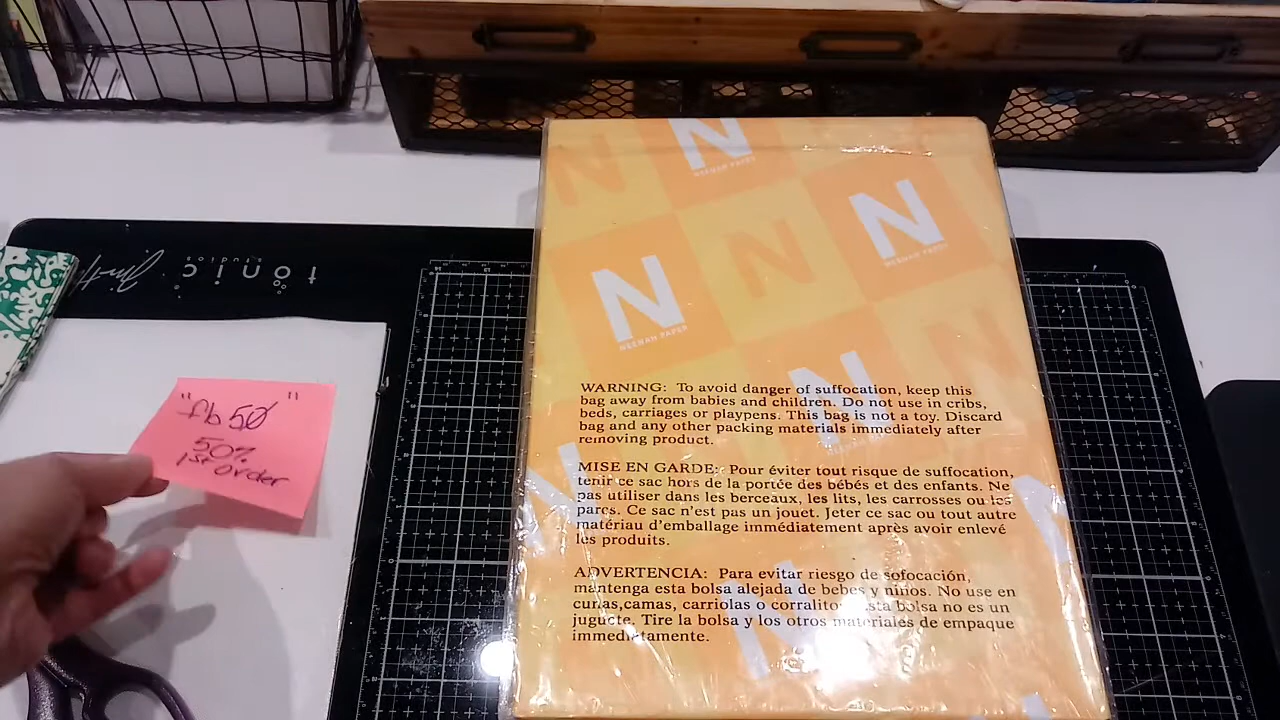 N
NEENAH PAPER
N
N
NEENAH PAPER
N
N
NEENAH PAPER
N
N
tonic
studios
"fb 50"
50%
1st Order
WARNING: To avoid danger of suffocation, keep this
bag away from babies and children. Do not use in cribs,
beds, carriages or playpens. This bag is not a toy. Discard
bag and any other packing materials immediately after
removing product.
MISE EN GARDE: Pour éviter tout risque de suffocation,
tenir ce sac hors de la portée des bébés et des enfants. Ne
pas utiliser dans les berceaux, les lits, les carrosses ou les
parcs. Ce sac n'est pas un jouet. Jeter ce sac ou tout autre
matériau d'emballage immédiatement après avoir enlevé
les produits.
ADVERTENCIA: Para evitar riesgo de sofocación,
mantenga esta bolsa alejada de bebes y niños. No use en
cunas,camas, carriolas o corralitos. Esta bolsa no es un
juguete. Tire la bolsa y los otros materiales de empaque
immediatamente.